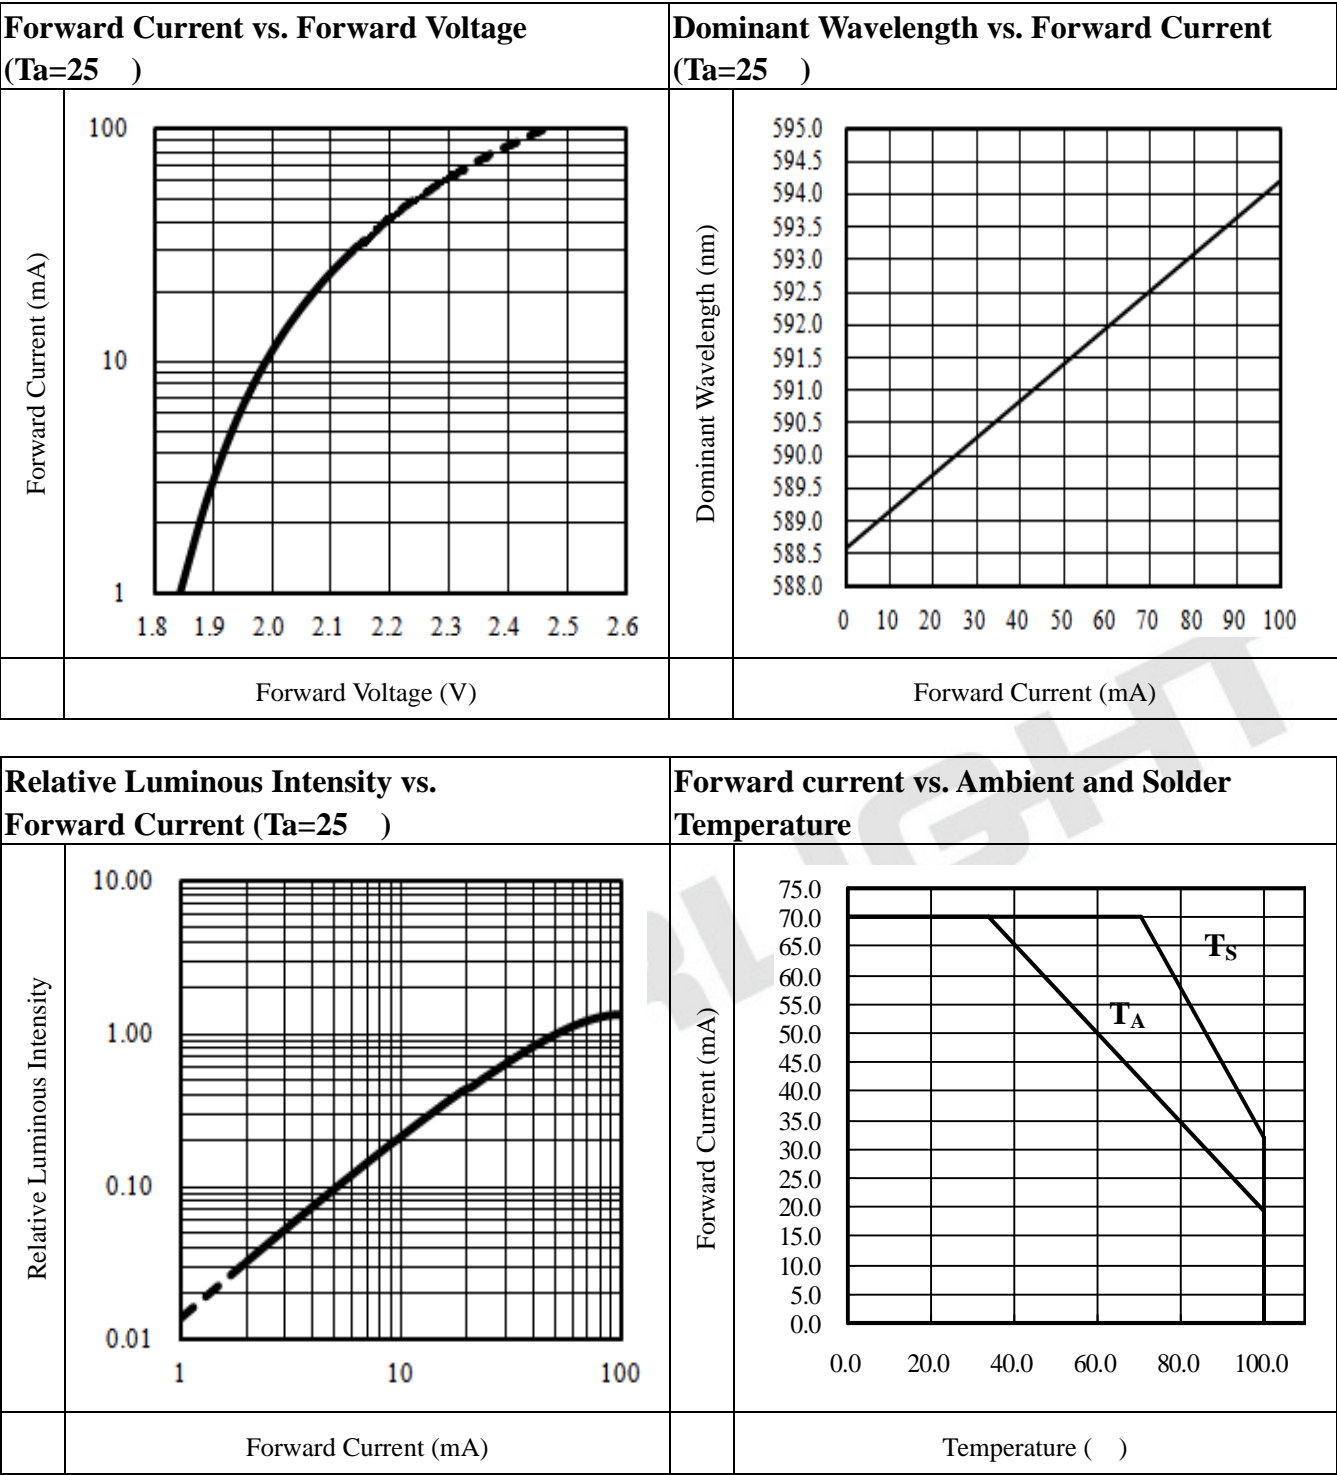 Forward Current vs. Forward Voltage
(Ta=25    )
Dominant Wavelength vs. Forward Current
(Ta=25    )
Forward Current (mA)
100
10
1
1.8 1.9 2.0 2.1 2.2 2.3 2.4 2.5 2.6
Forward Voltage (V)
Dominant Wavelength (nm)
595.0
594.5
594.0
593.5
593.0
592.5
592.0
591.5
591.0
590.5
590.0
589.5
589.0
588.5
588.0
0 10 20 30 40 50 60 70 80 90 100
Forward Current (mA)
Relative Luminous Intensity vs.
Forward Current (Ta=25    )
Forward current vs. Ambient and Solder
Temperature
Relative Luminous Intensity
10.00
1.00
0.10
0.01
1 10 100
Forward Current (mA)
Forward Current (mA)
75.0
70.0
65.0
60.0
55.0
50.0
45.0
40.0
35.0
30.0
25.0
20.0
15.0
10.0
5.0
0.0
TS
TA
0.0 20.0 40.0 60.0 80.0 100.0
Temperature (    )